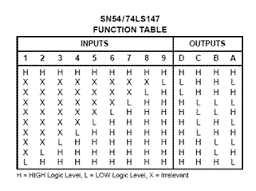 SN54/74LS147
FUNCTION TABLE
INPUTS OUTPUTS
1 2 3 4 5 6 7 8 9 D C B A
H H H H H H H H H H H H H
X X X X X X X X L L H H L
X X X X X X X L H L H H H
X X X X X X L H H H L L L
X X X X X L H H H H L L H
X X X X L H H H H H L H L
X X X L H H H H H H L H H
X X L H H H H H H H H L L
X L H H H H H H H H H L H
L H H H H H H H H H H H L
H = HIGH Logic Level, L = LOW Logic Level, X = Irrelevant